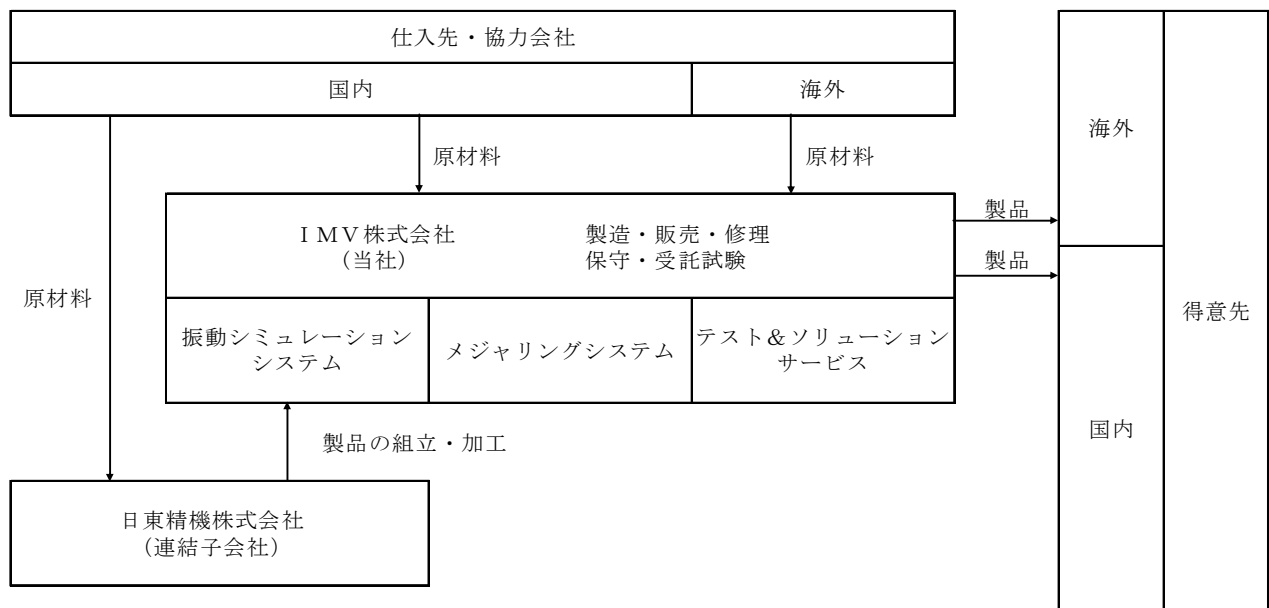 仕入先・協力会社
国内
海外
原材料
原材料
原材料
ＩＭＶ株式会社
（当社）
製造・販売・修理
保守・受託試験
振動シミュレーション
システム
メジャリングシステム
テスト＆ソリューション
サービス
製品の組立・加工
日東精機株式会社
（連結子会社）
製品
製品
海外
国内
得意先